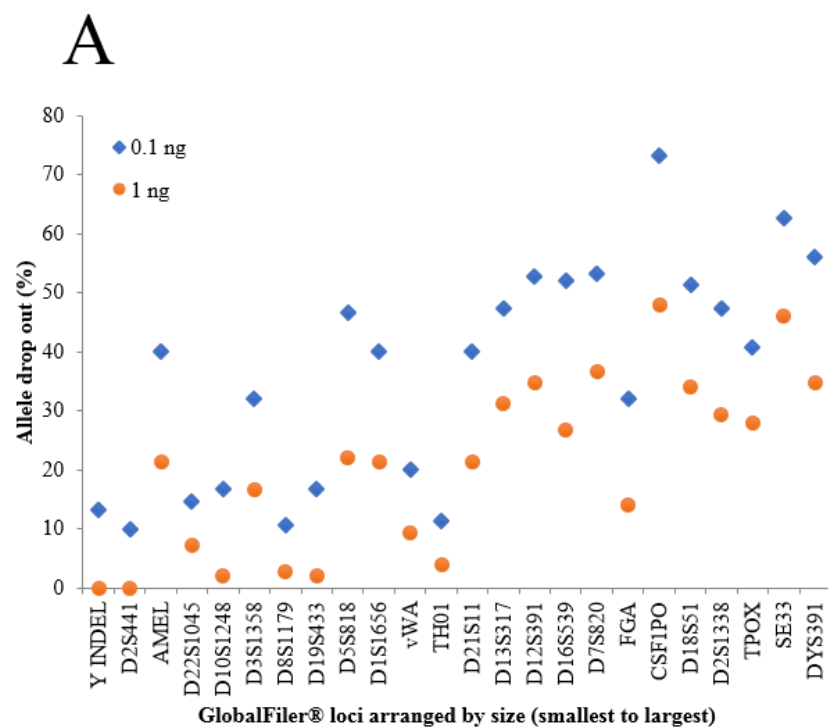 A
80
70
60
50
40
30
20
10
0
Allele drop out (%)
0.1 ng
1 ng
Y INDEL
D2S441
AMEL
D22S1045
D10S1248
D3S1358
D8S1179
D19S433
D5S818
D1S1656
vWA
TH01
D21S11
D13S317
D12S391
D16S539
D7S820
FGA
CSF1PO
D18S51
D2S1338
TPOX
SE33
DYS391
GlobalFiler® loci arranged by size (smallest to largest)